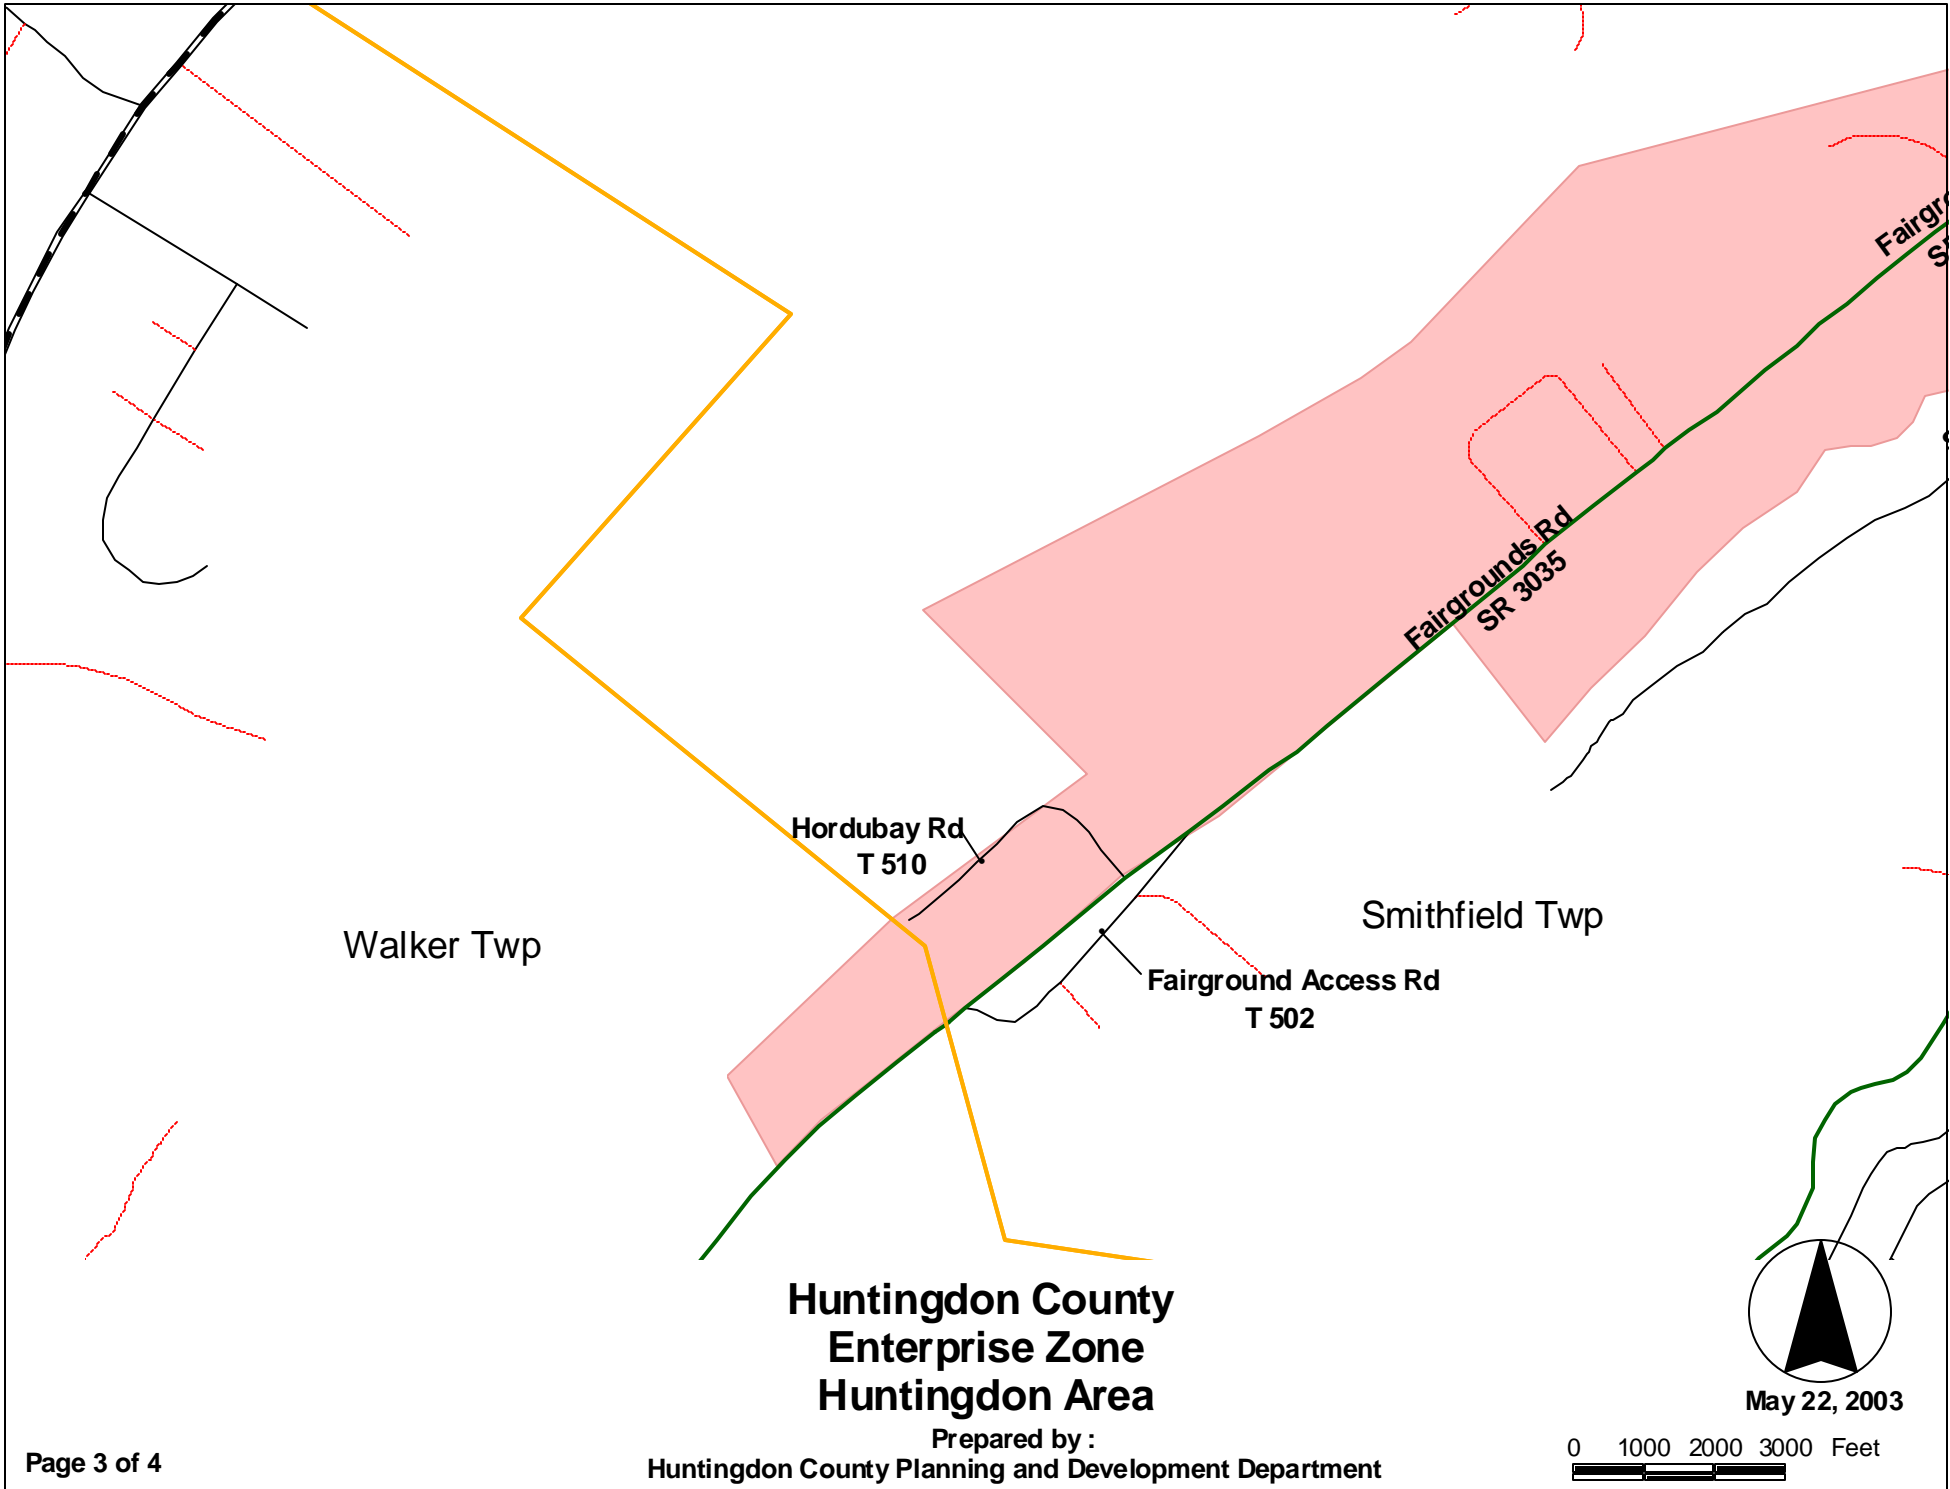 Fairgrounds Rd
SR 3035
Hordubay Rd
T 510
Walker Twp
Smithfield Twp
Fairground Access Rd
T 502
Huntingdon County
Enterprise Zone
Huntingdon Area
Prepared by :
Huntingdon County Planning and Development Department
Page 3 of 4
May 22, 2003
0 1000 2000 3000 Feet